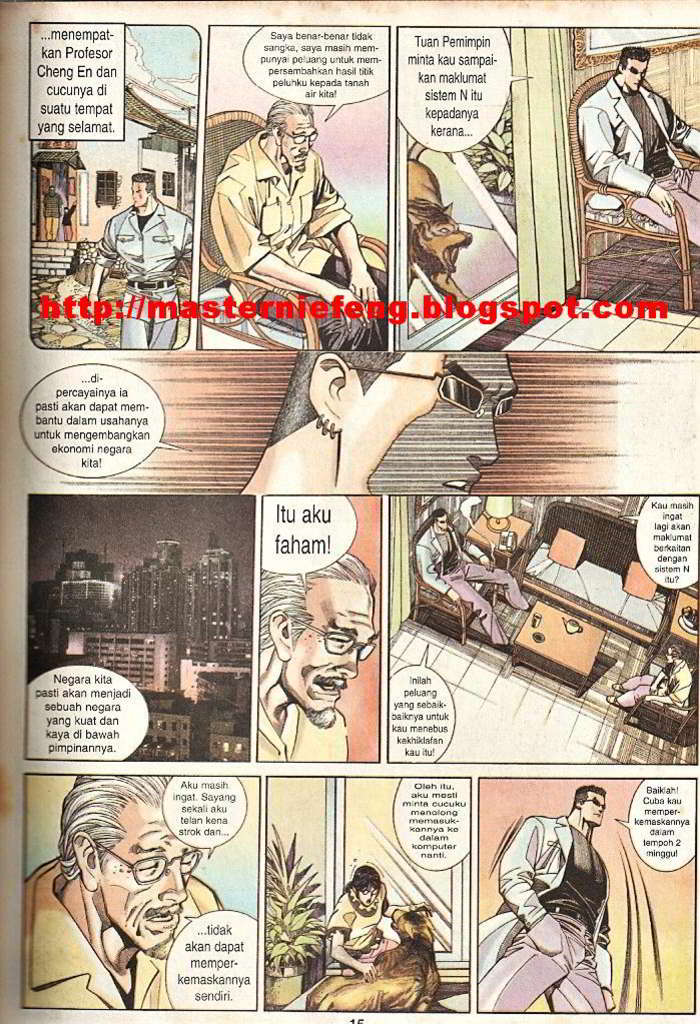 ...menempat-
kan Profesor
Cheng En dan
cucunya di
suatu tempat
yang selamat.
Saya benar-benar tidak
sangka, saya masih mem-
punyai peluang untuk mem-
persembahkan hasil titik
peluhku kepada tanah
air kita!
Tuan Pemimpin
minta kau sampai-
kan maklumat
sistem N itu
kepadanya
kerana...
http://masterniefeng.blogspot.com
...di-
percayainya ia
pasti akan dapat mem-
bantu dalam usahanya
untuk mengembangkan
ekonomi negara
kita!
Negara kita
pasti akan menjadi
sebuah negara
yang kuat dan
kaya di bawah
pimpinannya.
Itu aku
faham!
Kau masih
ingat
lagi akan
maklumat
berkaitan
dengan
sistem N
itu?
Inilah
peluang
yang sebaik-
baiknya untuk
kau menebus
kekhilafan
kau itu!
Aku masih
ingat. Sayang
sekali aku
telan kena
strok dan...
...tidak
akan dapat
memper-
kemaskannya
sendiri.
Oleh itu,
aku mesti
minta cucuku
menolong
memasuk-
kannya ke
dalam
komputer
nanti.
Baiklah!
Cuba kau
memper-
kemaskannya
dalam
tempoh 2
minggu!
15